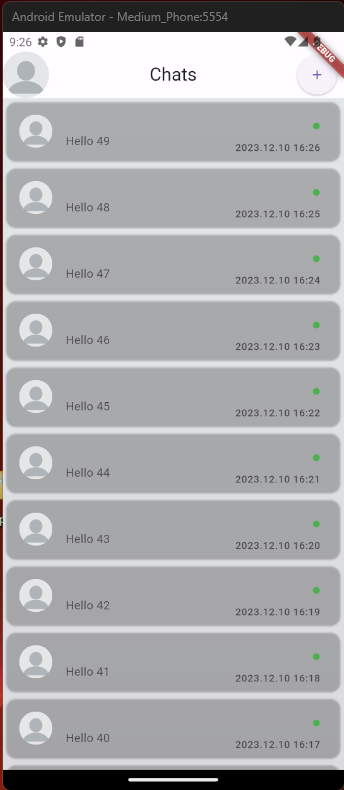 Android Emulator - Medium_Phone:5554
9:26
DEBUG
Chats
+
Hello 49
2023.12.10 16:26
Hello 48
2023.12.10 16:25
Hello 47
2023.12.10 16:24
Hello 46
2023.12.10 16:23
Hello 45
2023.12.10 16:22
Hello 44
2023.12.10 16:21
Hello 43
2023.12.10 16:20
Hello 42
2023.12.10 16:19
Hello 41
2023.12.10 16:18
Hello 40
2023.12.10 16:17